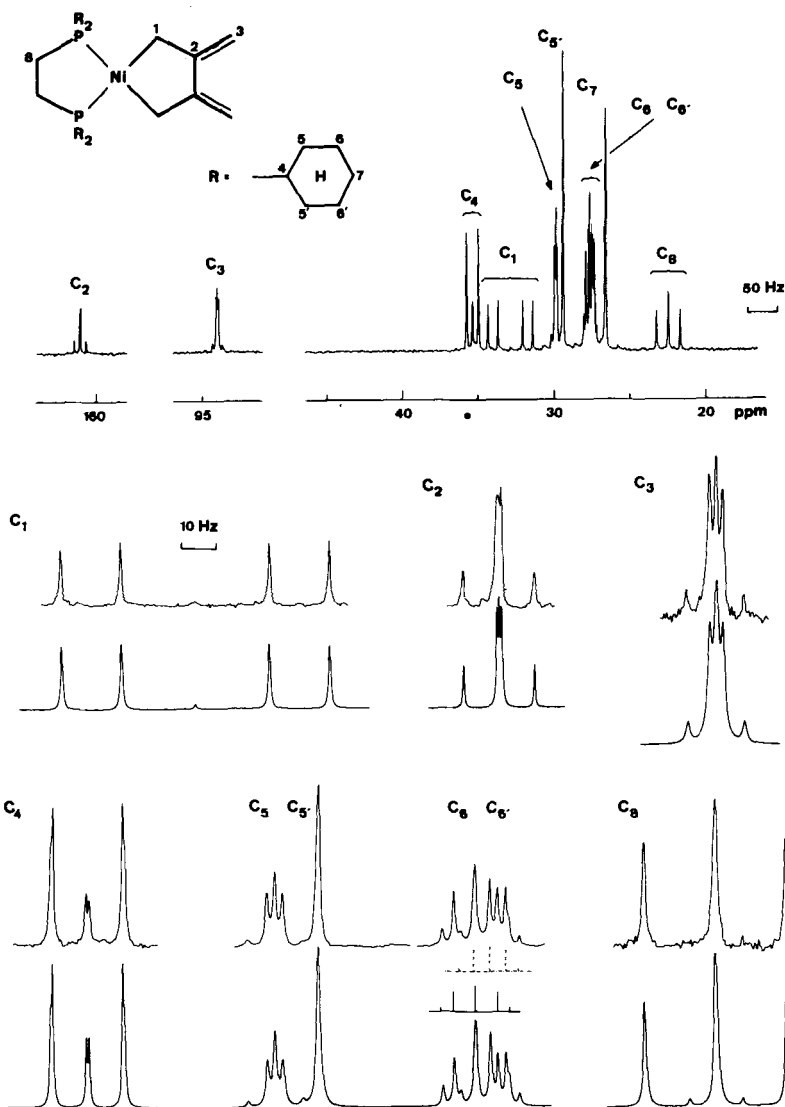 R₂
P
8
Ni
P
R₂
1
2
3
R =
4
5
6
H
7
5'
6'
C₂
C₃
C₄
C₁
C₅
C₅'
C₇
C₆ C₆'
C₈
50 Hz
160
95
40
30
20 ppm
C₁
10 Hz
C₂
C₃
C₄
C₅ C₅'
C₆ C₆'
C₈